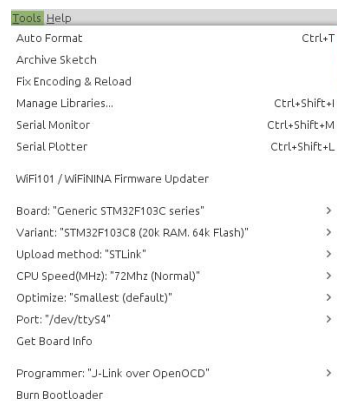 Tools Help
Auto Format Ctrl+T
Archive Sketch
Fix Encoding & Reload
Manage Libraries... Ctrl+Shift+I
Serial Monitor Ctrl+Shift+M
Serial Plotter Ctrl+Shift+L
WiFi101 / WiFiNINA Firmware Updater
Board: "Generic STM32F103C series"
Variant: "STM32F103C8 (20k RAM. 64k Flash)"
Upload method: "STLink"
CPU Speed(MHz): "72Mhz (Normal)"
Optimize: "Smallest (default)"
Port: "/dev/ttyS4"
Get Board Info
Programmer: "J-Link over OpenOCD"
Burn Bootloader